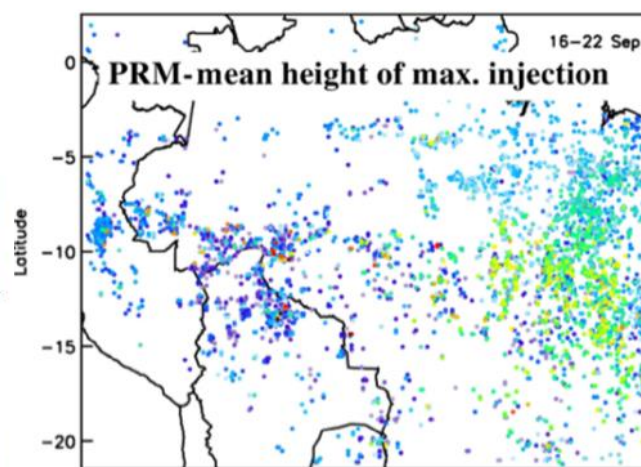 16-22 Sep
0
PRM-mean height of max. injection
-5
-10
-15
-20
Latitude